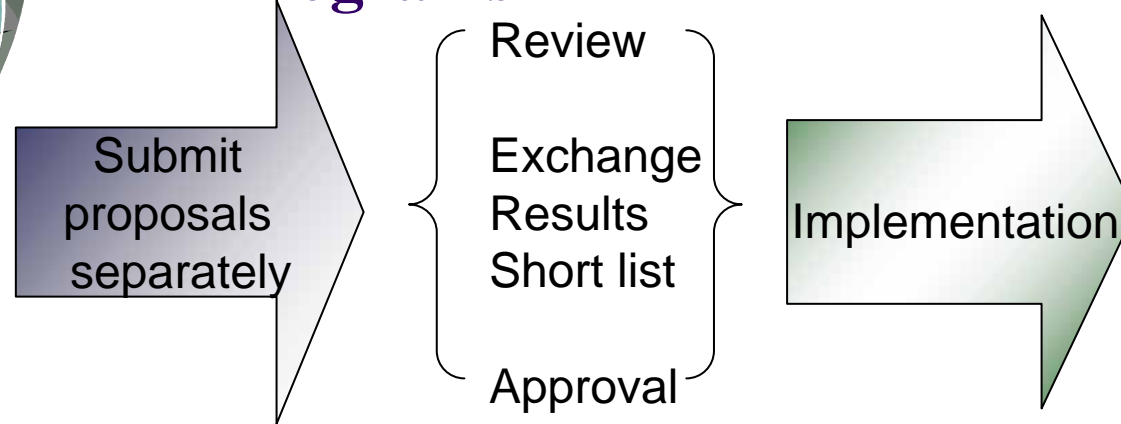 Submit
proposals
separately
Review
Exchange
Results
Short list
Approval
Implementation